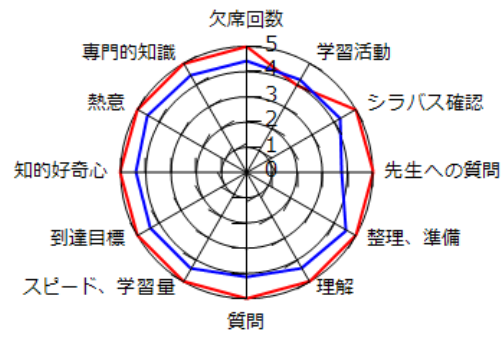 欠席回数
学習活動
シラバス確認
先生への質問
整理、準備
理解
質問
スピード、学習量
到達目標
知的好奇心
熱意
専門的知識
5
4
3
2
1
0